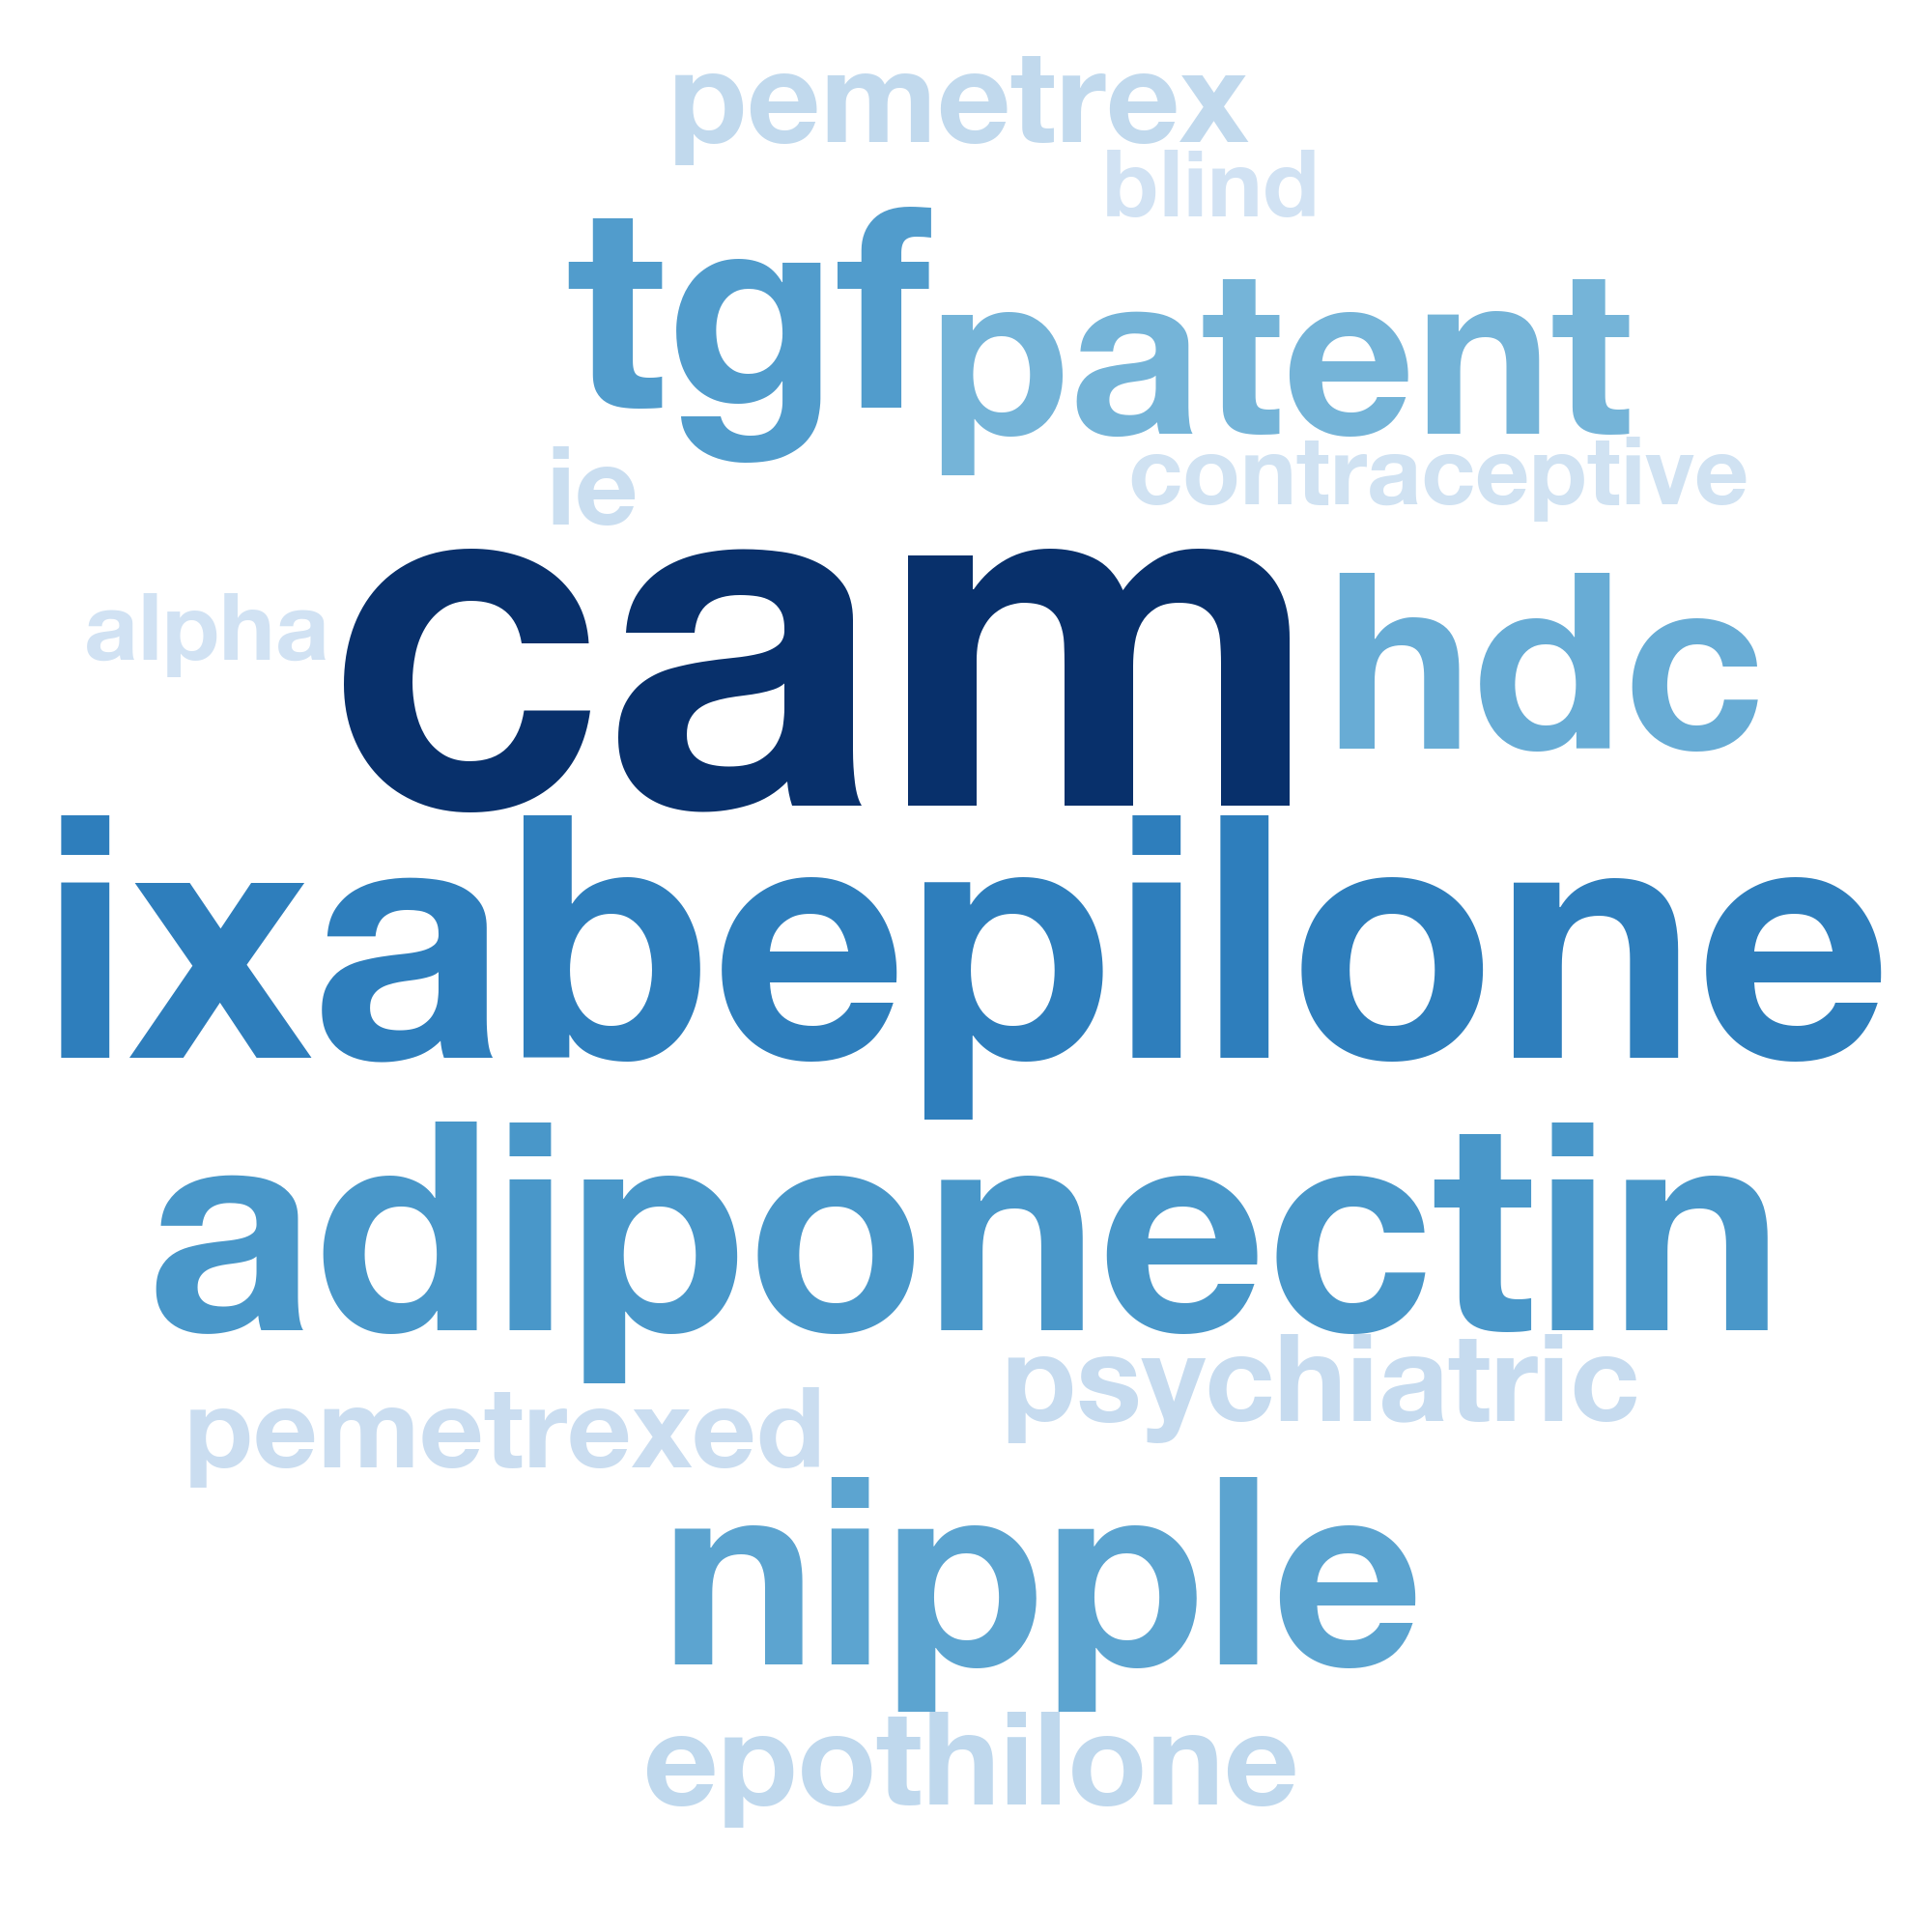 pemetrex
blind
tgf
patent
ie
contraceptive
alpha
cam
hdc
ixabepilone
adiponectin
psychiatric
pemetrexed
nipple
epothilone